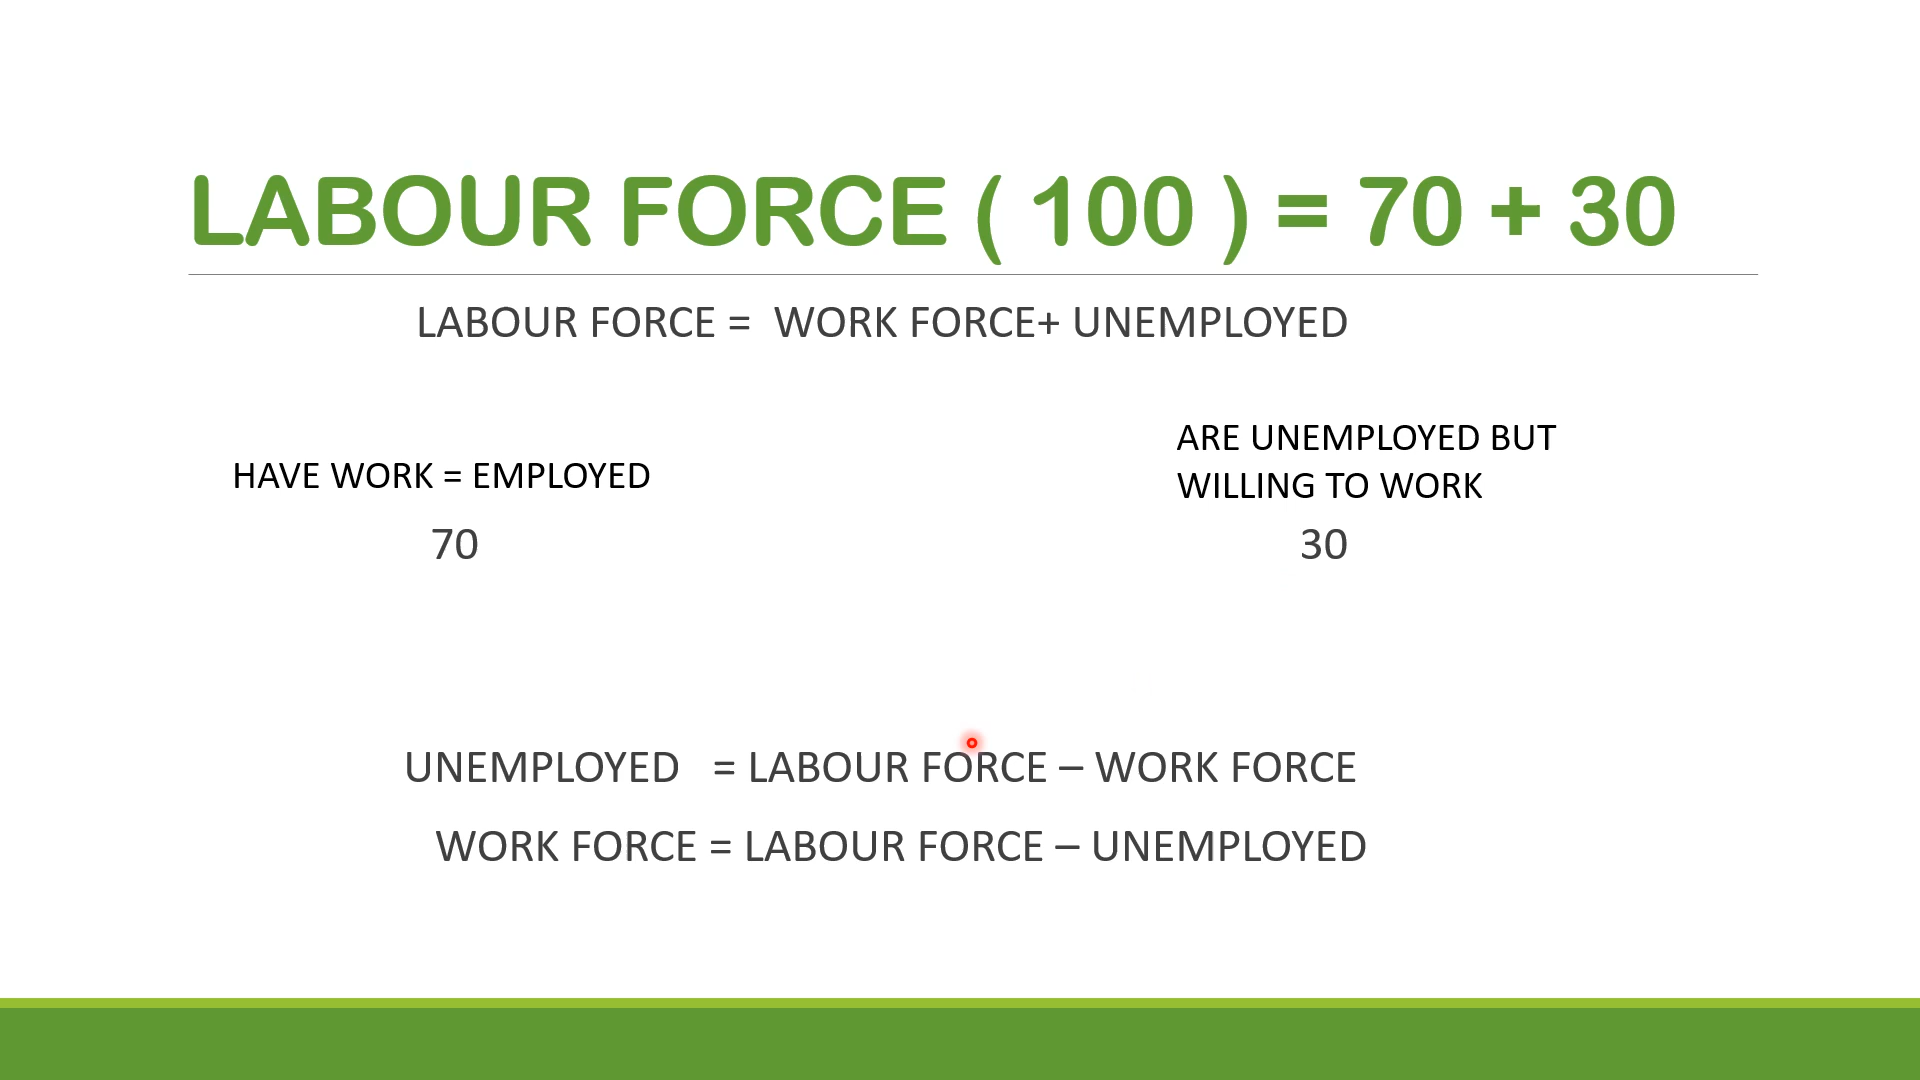 LABOUR FORCE ( 100 ) = 70 + 30
LABOUR FORCE = WORK FORCE+ UNEMPLOYED
HAVE WORK = EMPLOYED
70
ARE UNEMPLOYED BUT
WILLING TO WORK
30
UNEMPLOYED = LABOUR FORCE – WORK FORCE
WORK FORCE = LABOUR FORCE – UNEMPLOYED